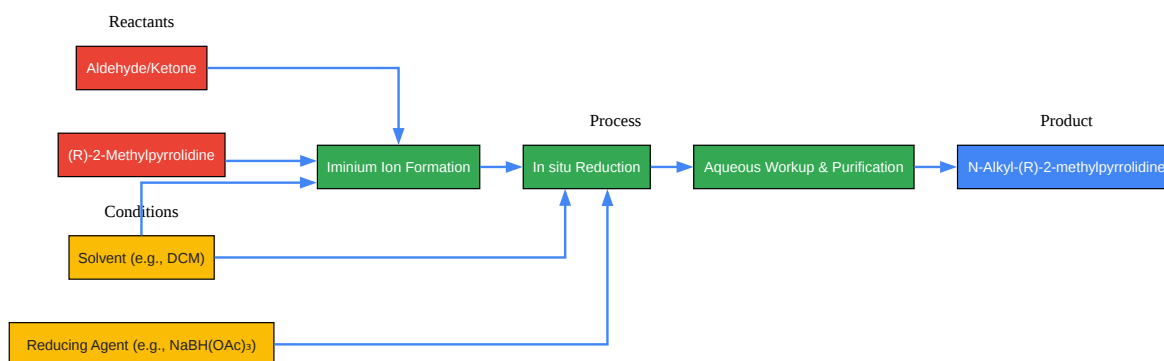 Reactants
Aldehyde/Ketone
Process
Product
(R)-2-Methylpyrrolidine
Iminium Ion Formation
In situ Reduction
Aqueous Workup & Purification
N-Alkyl-(R)-2-methylpyrrolidine
Conditions
Solvent (e.g., DCM)
Reducing Agent (e.g., NaBH(OAc)₃)